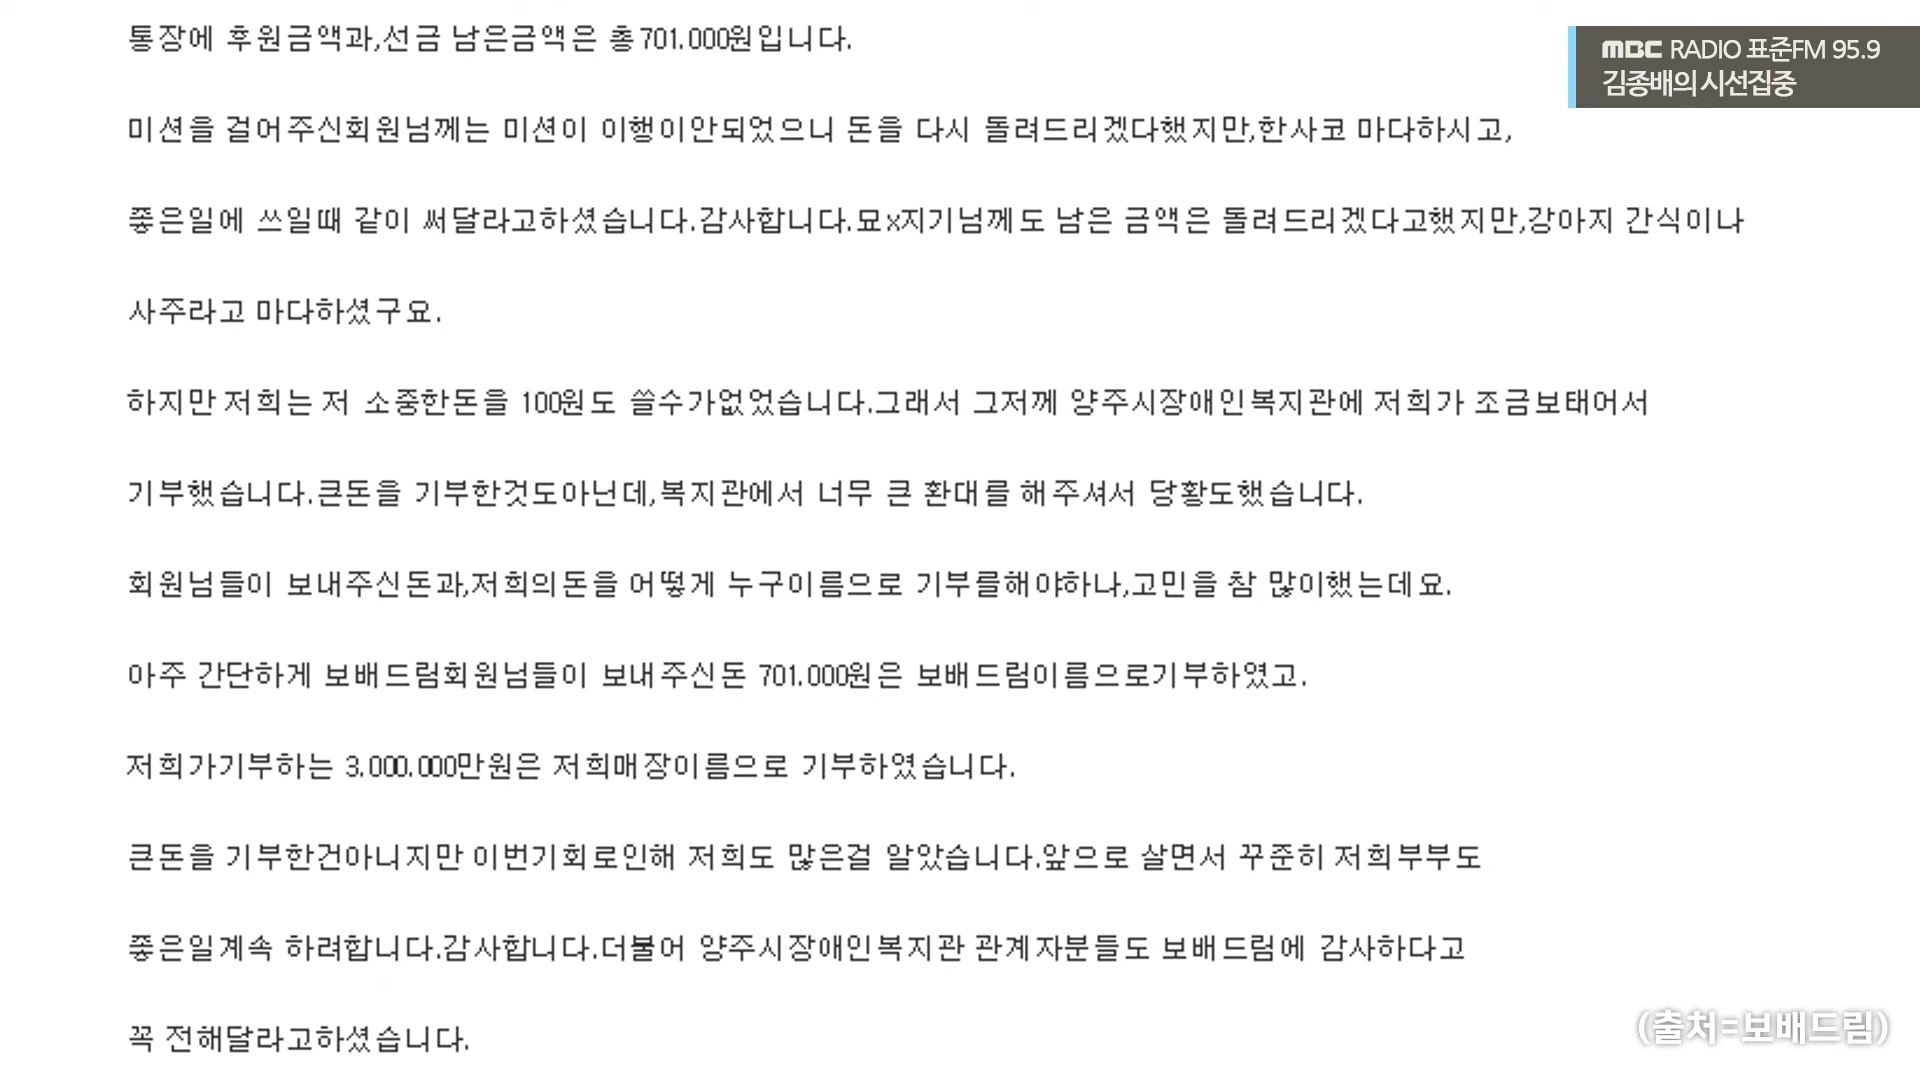 통장에 후원금액과,선금 남은금액은 총 701.000원입니다.
MBC RADIO 표준FM 95.9
김종배의 시선집중
미션을 걸어주신회원님께는 미션이 이행이안되었으니 돈을 다시 돌려드리겠다했지만,한사코 마다하시고,
좋은일에 쓰일때 같이 써달라고하셨습니다.감사합니다.묘x지기님께도 남은 금액은 돌려드리겠다고했지만,강아지 간식이나
사주라고 마다하셨구요.
하지만 저희는 저 소중한돈을 100원도 쓸수가없었습니다.그래서 그저께 양주시장애인복지관에 저희가 조금보태어서
기부했습니다.큰돈을 기부한것도아닌데,복지관에서 너무 큰 환대를 해주셔서 당황도했습니다.
회원님들이 보내주신돈과,저희의돈을 어떻게 누구이름으로 기부를해야하나,고민을 참 많이했는데요.
아주 간단하게 보배드림회원님들이 보내주신돈 701.000원은 보배드림이름으로기부하였고.
저희가기부하는 3.000.000만원은 저희매장이름으로 기부하였습니다.
큰돈을 기부한건아니지만 이번기회로인해 저희도 많은걸 알았습니다.앞으로 살면서 꾸준히 저희부부도
좋은일계속 하려합니다.감사합니다.더불어 양주시장애인복지관 관계자분들도 보배드림에 감사하다고
꼭 전해달라고하셨습니다.
(출처=보배드림)